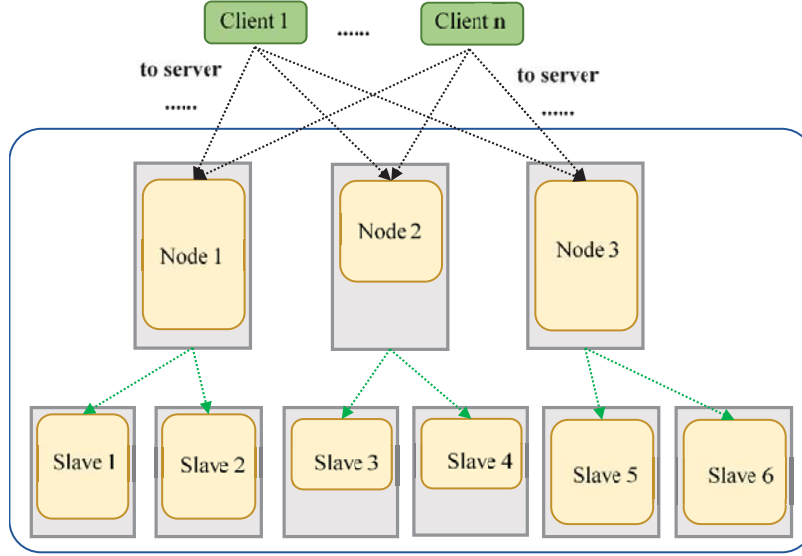 Client 1
......
Client n
to server
......
to server
......
Node 1
Node 2
Node 3
Slave 1
Slave 2
Slave 3
Slave 4
Slave 5
Slave 6